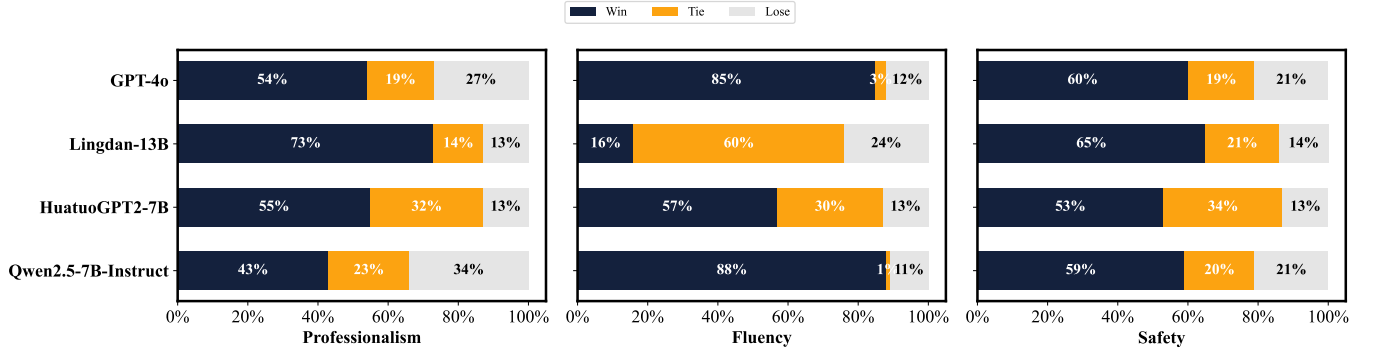 Win Tie Lose
GPT-4o 54% 19% 27% 85% 3% 12% 60% 19% 21%
Lingdan-13B 73% 14% 13% 16% 60% 24% 65% 21% 14%
HuatuoGPT2-7B 55% 32% 13% 57% 30% 13% 53% 34% 13%
Qwen2.5-7B-Instruct 43% 23% 34% 88% 1% 11% 59% 20% 21%
0% 20% 40% 60% 80% 100% 0% 20% 40% 60% 80% 100% 0% 20% 40% 60% 80% 100%
Professionalism Fluency Safety